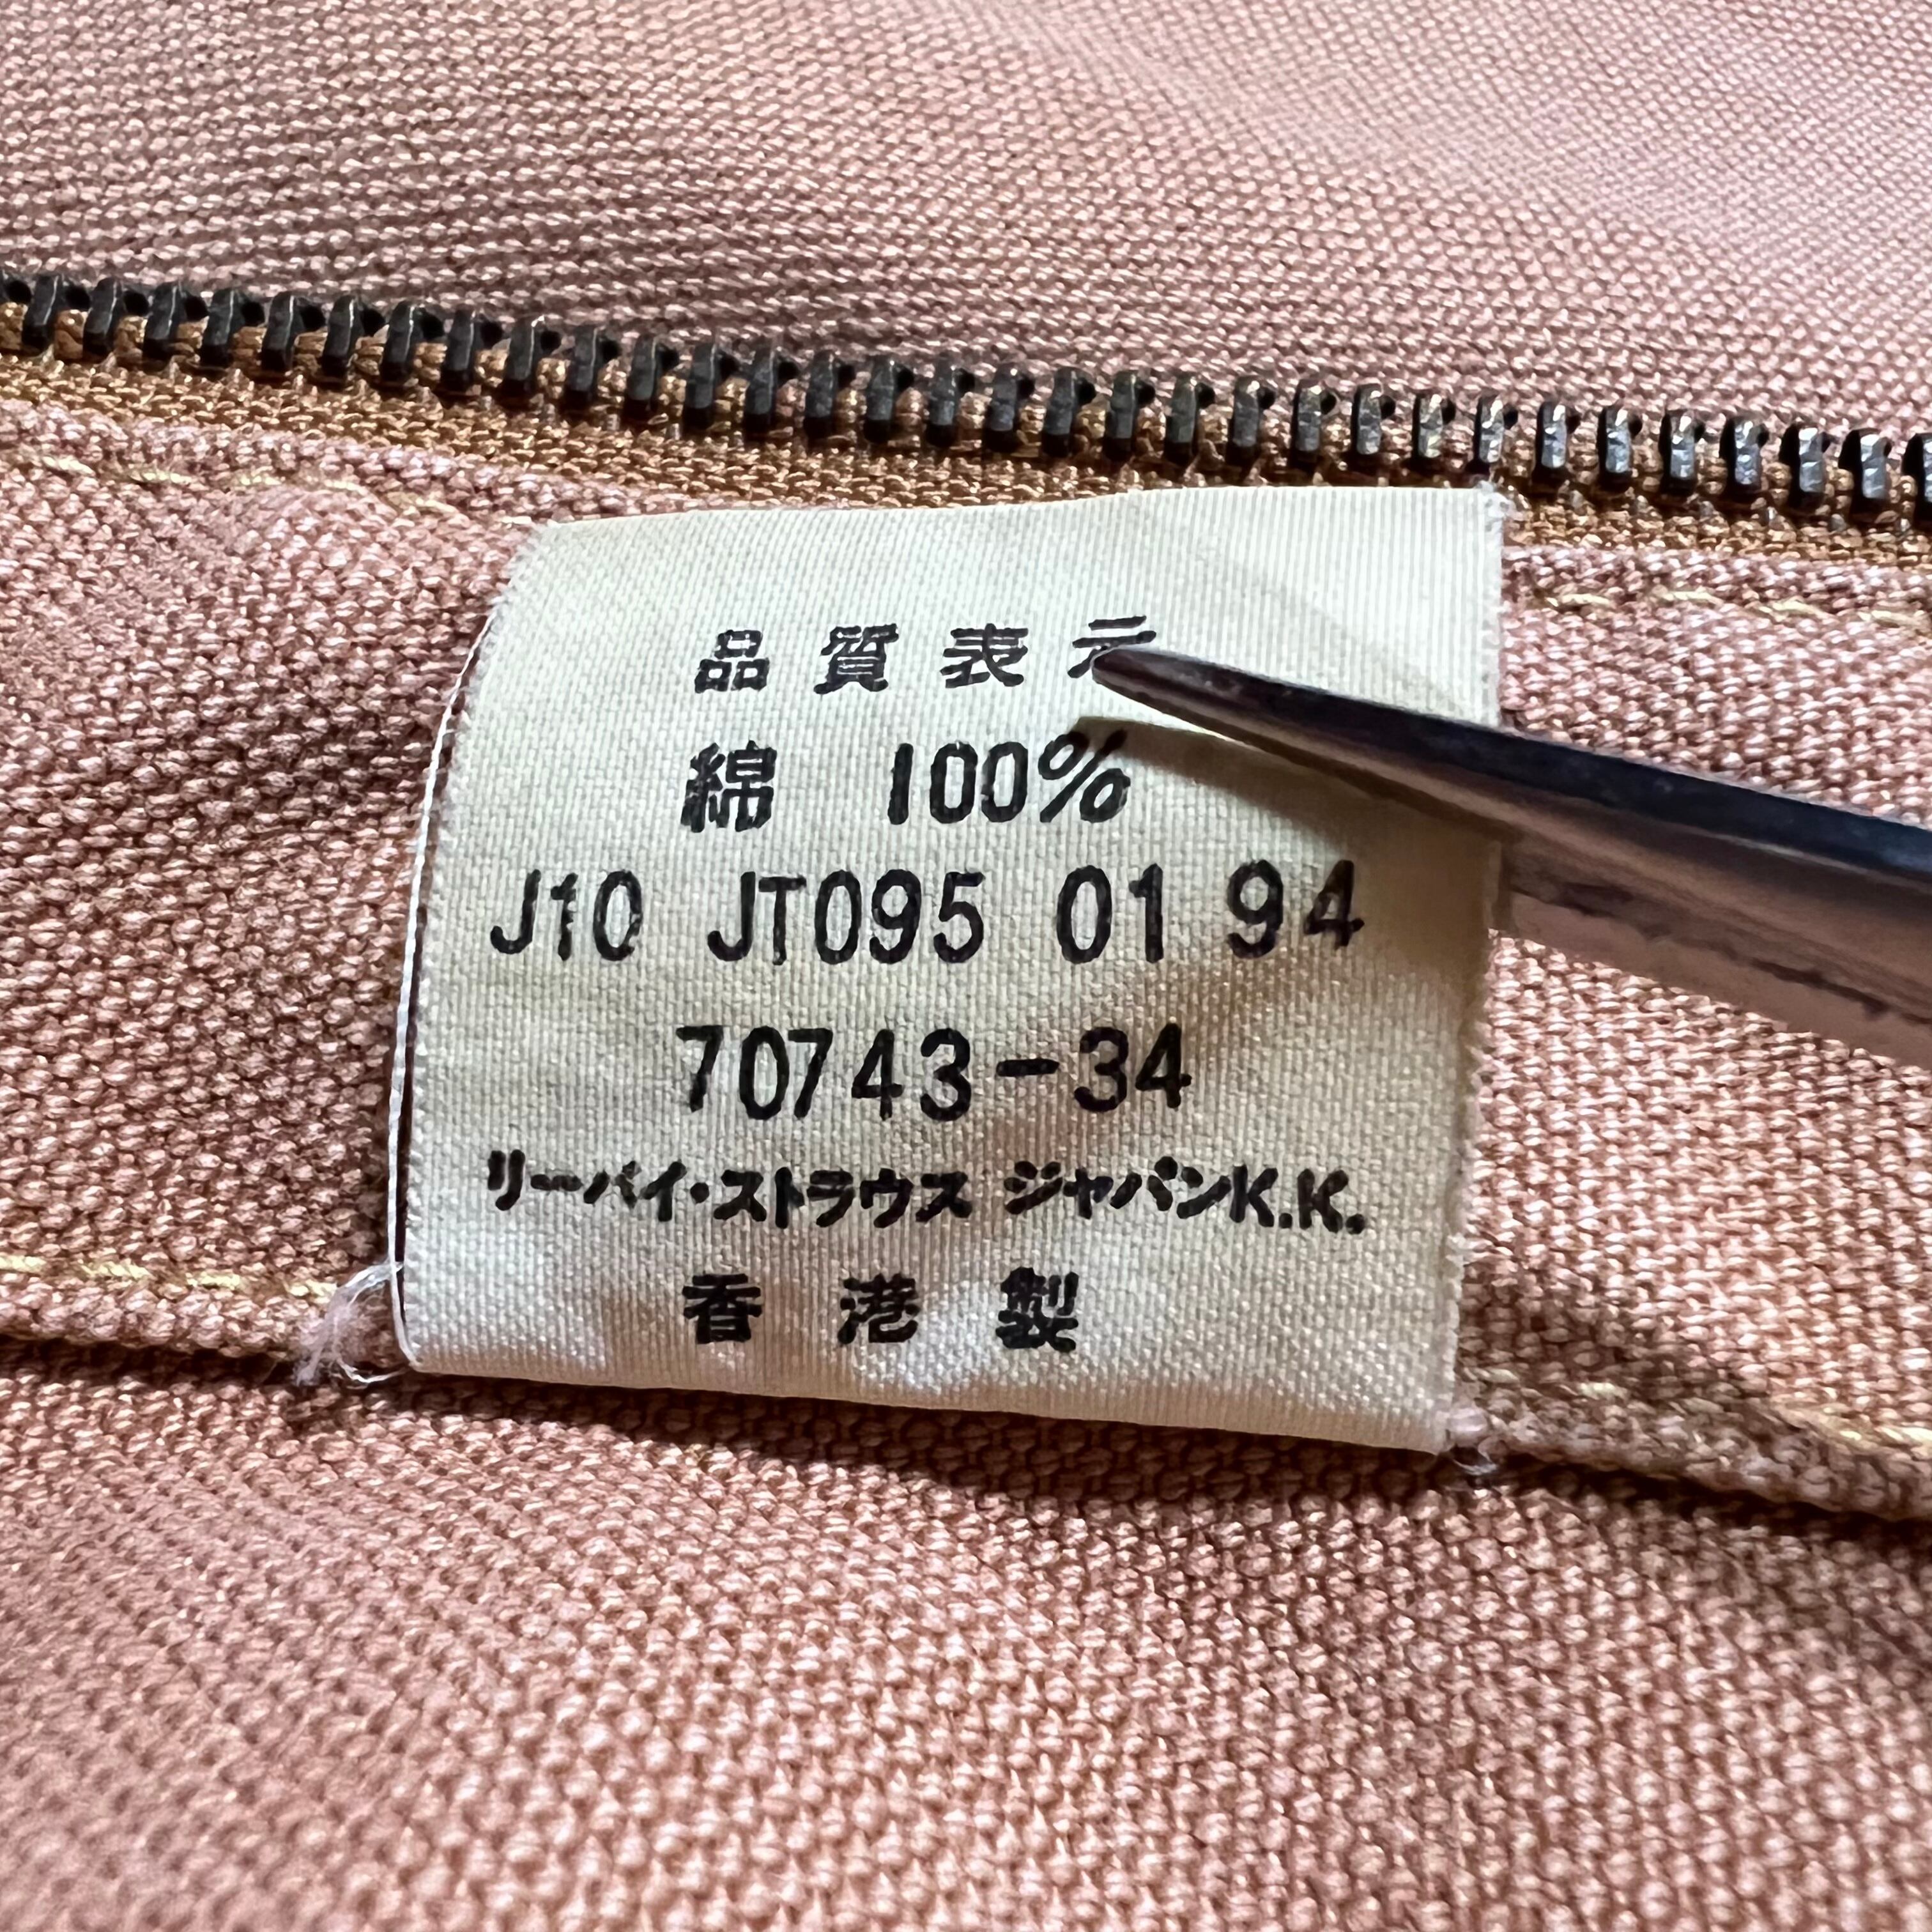 品質表示
綿 100%
J10 JT095 01 94
70743-34
リーバイ・ストラウス ジャパンK.K.
香港製